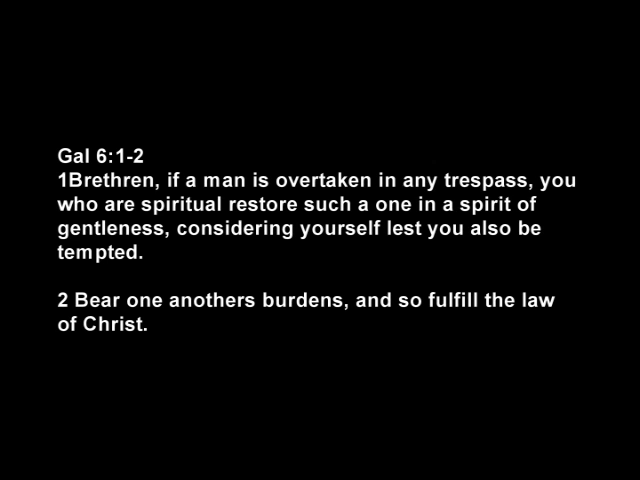 Gal 6:1-2
1Brethren, if a man is overtaken in any trespass, you
who are spiritual restore such a one in a spirit of
gentleness, considering yourself lest you also be
tempted.
2 Bear one anothers burdens, and so fulfill the law
of Christ.